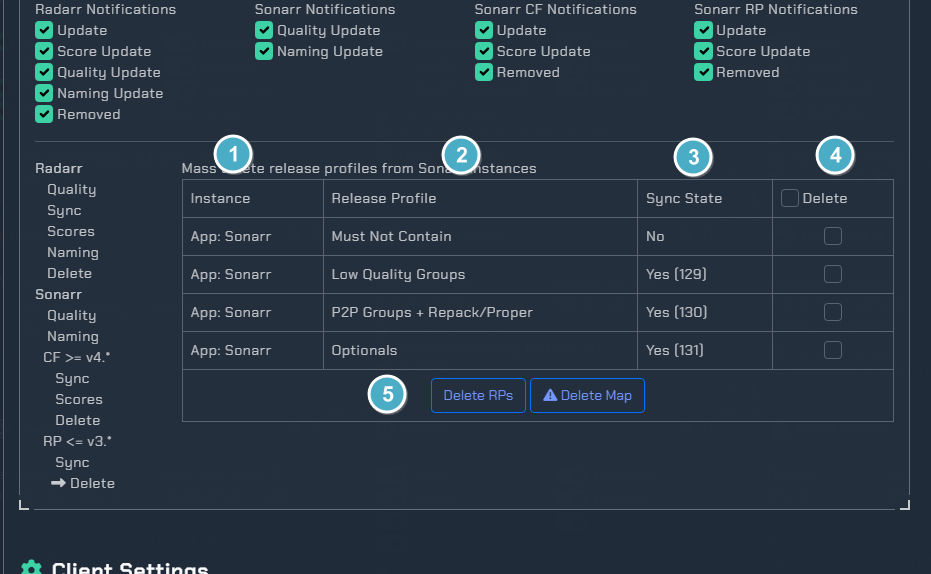 Radarr Notifications
Update
Score Update
Quality Update
Naming Update
Removed
Sonarr Notifications
Quality Update
Naming Update
Sonarr CF Notifications
Update
Score Update
Removed
Sonarr RP Notifications
Update
Score Update
Removed
Radarr
Quality
Sync
Scores
Naming
Delete
Sonarr
Quality
Naming
CF >= v4.*
Sync
Scores
Delete
RP <= v3.*
Sync
Delete
1 2 3 4
Mass delete release profiles from Sonarr instances
Instance Release Profile Sync State Delete
App: Sonarr Must Not Contain No
App: Sonarr Low Quality Groups Yes (129)
App: Sonarr P2P Groups + Repack/Proper Yes (130)
App: Sonarr Optionals Yes (131)
5 Delete RPs Delete Map
Client Settings